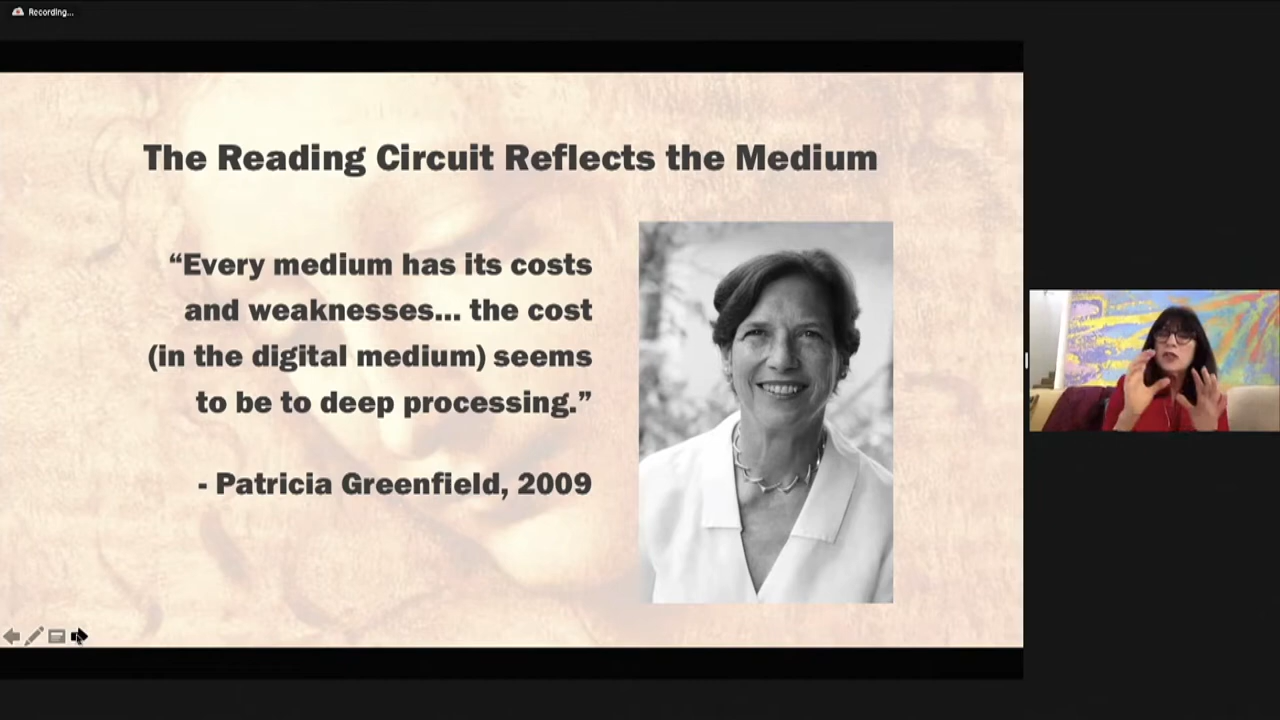 Recording...
The Reading Circuit Reflects the Medium
“Every medium has its costs
and weaknesses... the cost
(in the digital medium) seems
to be to deep processing.”
- Patricia Greenfield, 2009